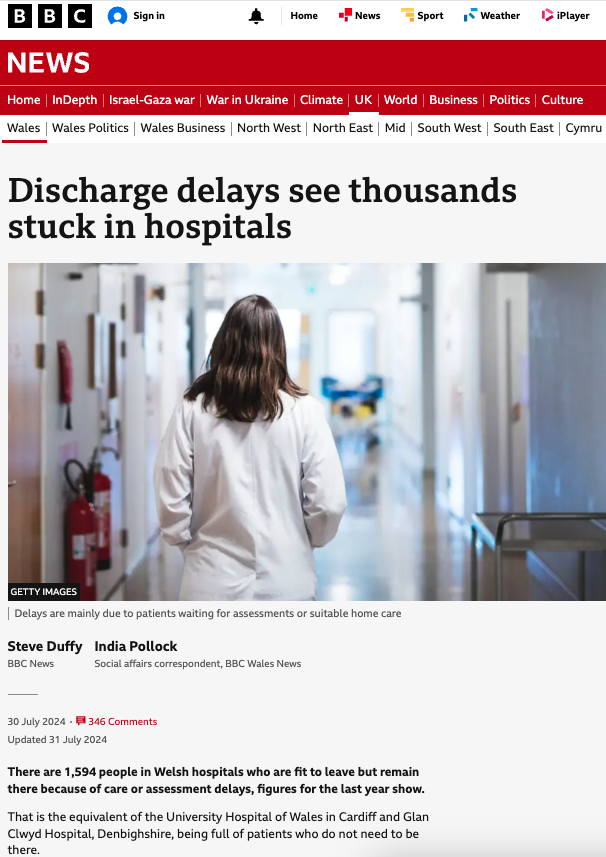 BBC Sign in Home News Sport Weather iPlayer
NEWS
Home InDepth Israel-Gaza war War in Ukraine Climate UK World Business Politics Culture
Wales Wales Politics Wales Business North West North East Mid South West South East Cymru
Discharge delays see thousands
stuck in hospitals
GETTY IMAGES
Delays are mainly due to patients waiting for assessments or suitable home care
Steve Duffy India Pollock
BBC News Social affairs correspondent, BBC Wales News
30 July 2024 · 346 Comments
Updated 31 July 2024
There are 1,594 people in Welsh hospitals who are fit to leave but remain
there because of care or assessment delays, figures for the last year show.
That is the equivalent of the University Hospital of Wales in Cardiff and Glan
Clwyd Hospital, Denbighshire, being full of patients who do not need to be
there.